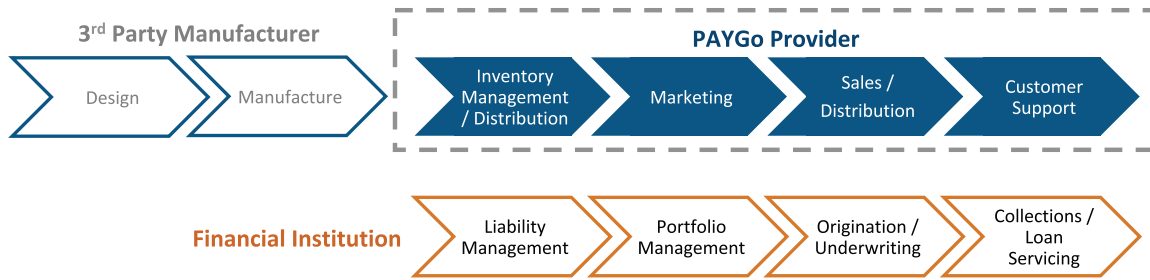 3rd Party Manufacturer
PAYGo Provider
Design
Manufacture
Inventory
Management
/ Distribution
Marketing
Sales /
Distribution
Customer
Support
Financial Institution
Liability
Management
Portfolio
Management
Origination /
Underwriting
Collections /
Loan
Servicing